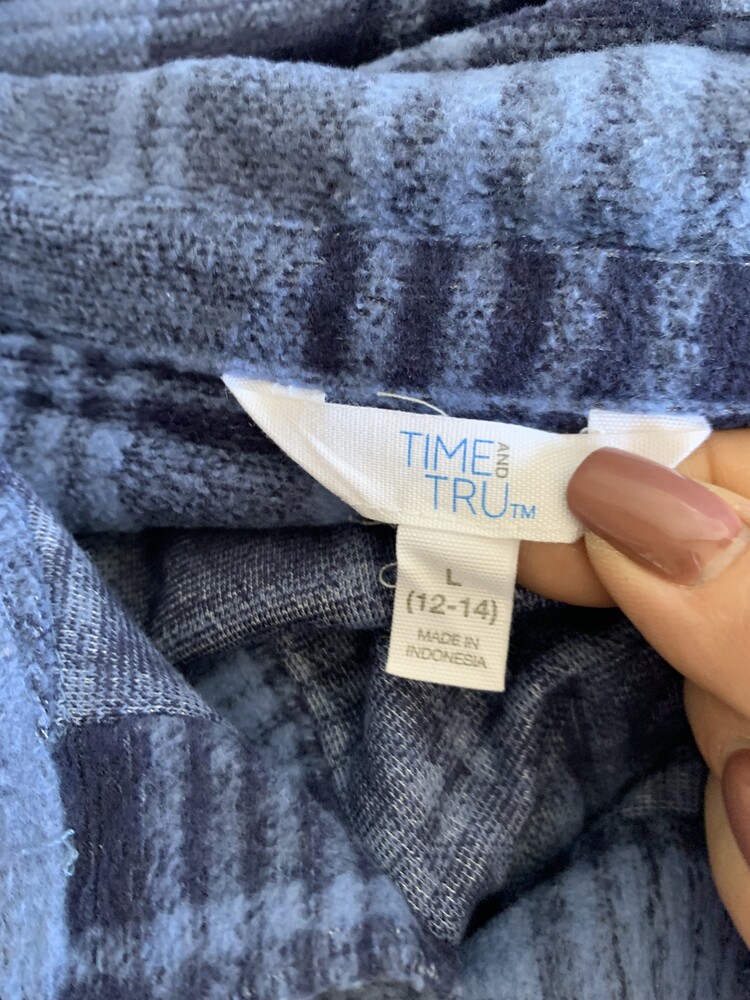 TIME AND
TRU™
L
(12-14)
MADE IN
INDONESIA